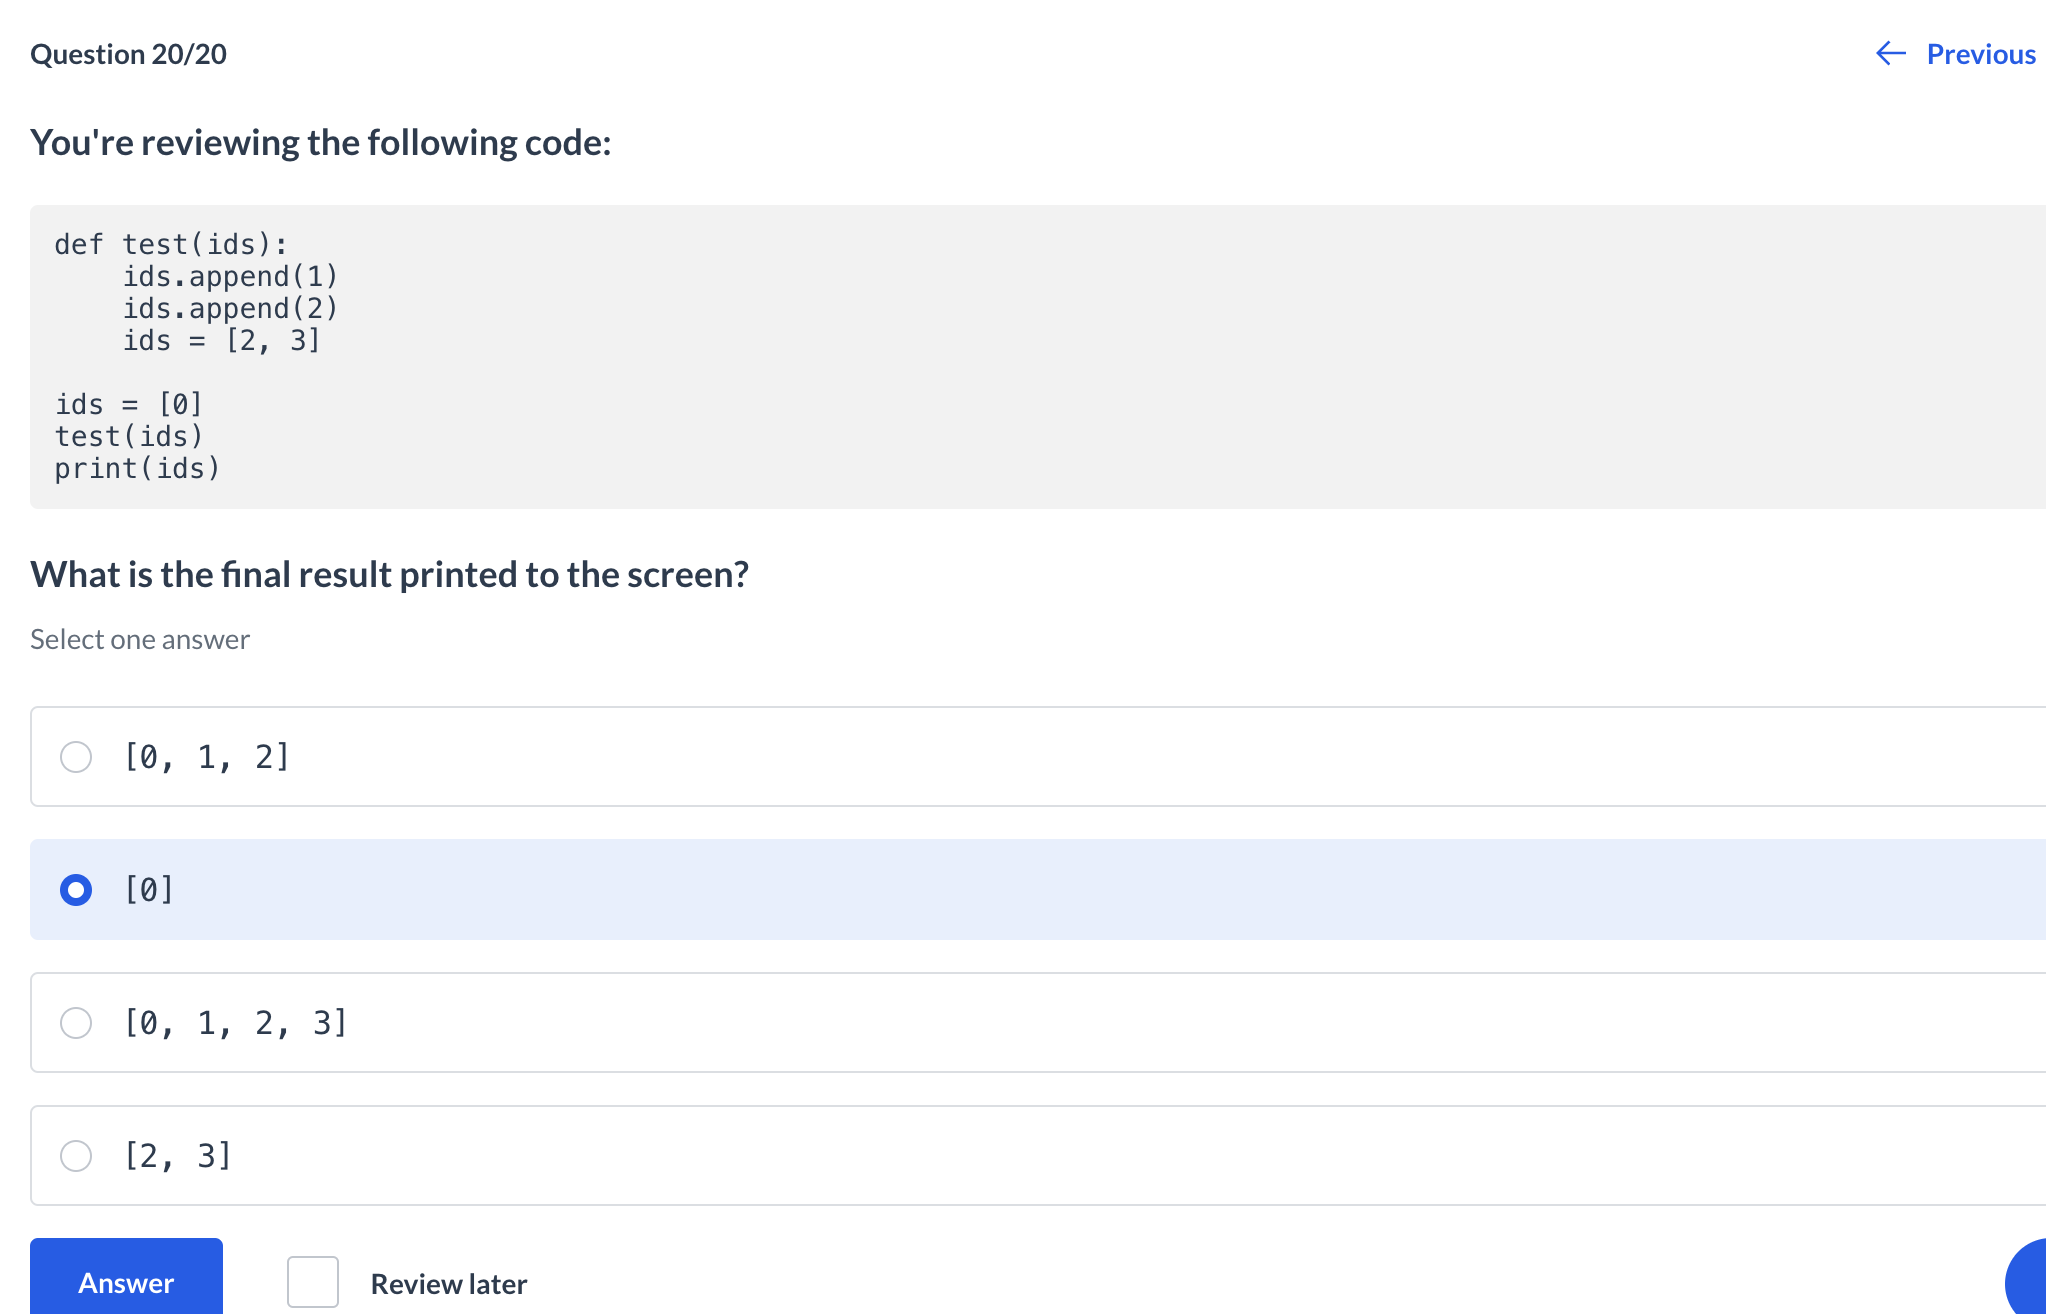 Question 20/20
Previous
You're reviewing the following code:
def test(ids):
    ids.append(1)
    ids.append(2)
    ids = [2, 3]
ids = [0]
test(ids)
print(ids)
What is the final result printed to the screen?
Select one answer
[0, 1, 2]
[0]
[0, 1, 2, 3]
[2, 3]
Answer
Review later